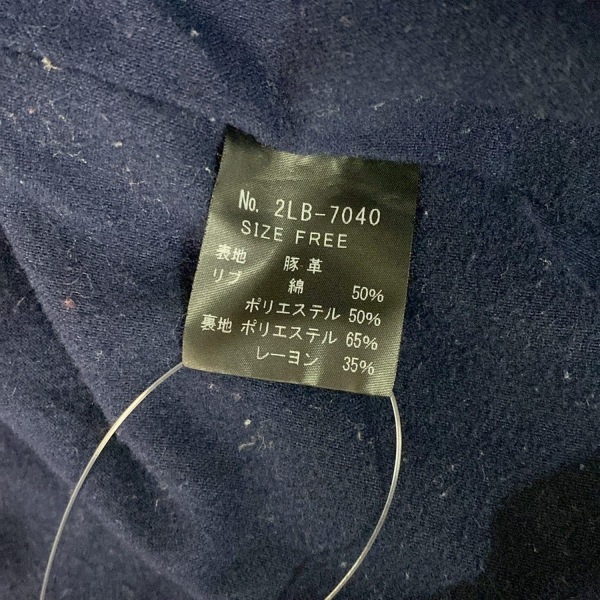 No. 2LB-7040
SIZE FREE
表地 豚革
リブ 綿 50%
ポリエステル 50%
裏地 ポリエステル 65%
レーヨン 35%